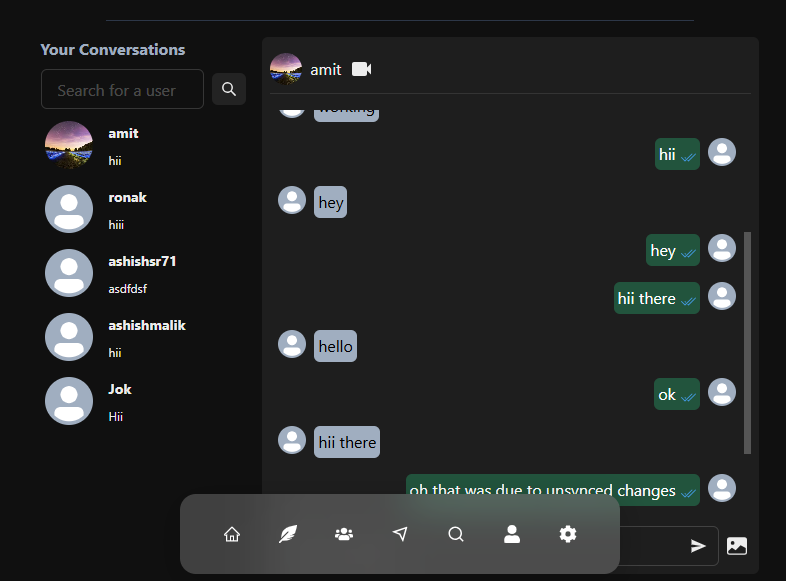 Your Conversations
Search for a user
amit
hii
ronak
hiii
ashishsr71
asdfdsf
ashishmalik
hii
Jok
Hii
amit
working
hii
hey
hey
hii there
hello
ok
hii there
oh that was due to unsynced changes